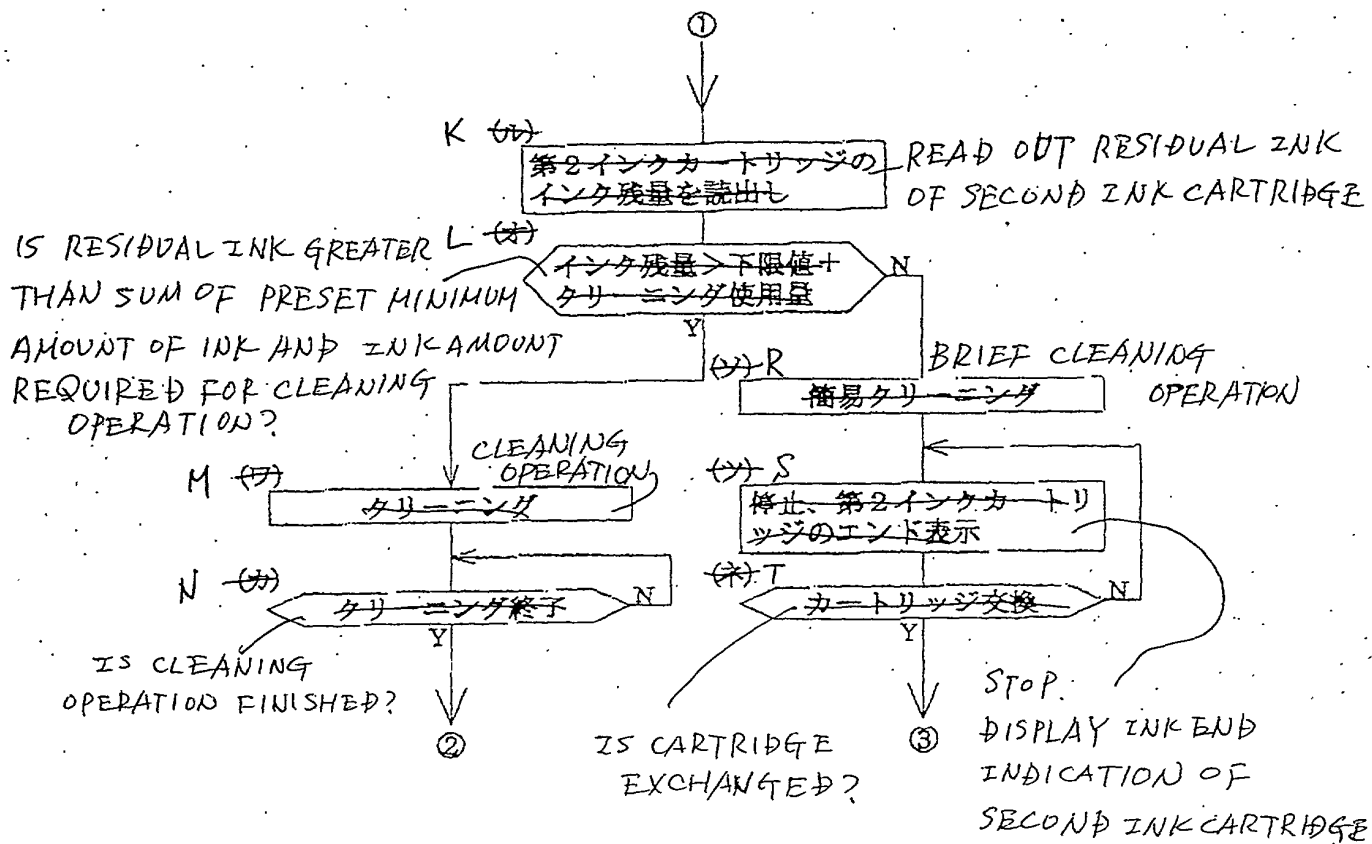 ①
K (ル)
第2インクカートリッジの
インク残量を読出し
READ OUT RESIDUAL INK
OF SECOND INK CARTRIDGE
IS RESIDUAL INK GREATER
THAN SUM OF PRESET MINIMUM
AMOUNT OF INK AND INK AMOUNT
REQUIRED FOR CLEANING
OPERATION?
L (オ)
インク残量>下限値+
クリーニング使用量
N
Y
(ソ) R
BRIEF CLEANING
OPERATION
簡易クリーニング
CLEANING
OPERATION
M (ワ)
クリーニング
(ツ) S
停止、第2インクカートリ
ッジのエンド表示
N (カ)
クリーニング終了
N
Y
(ネ) T
カートリッジ交換
N
Y
IS CLEANING
OPERATION FINISHED?
②
IS CARTRIDGE
EXCHANGED?
③
STOP.
DISPLAY INK END
INDICATION OF
SECOND INK CARTRIDGE